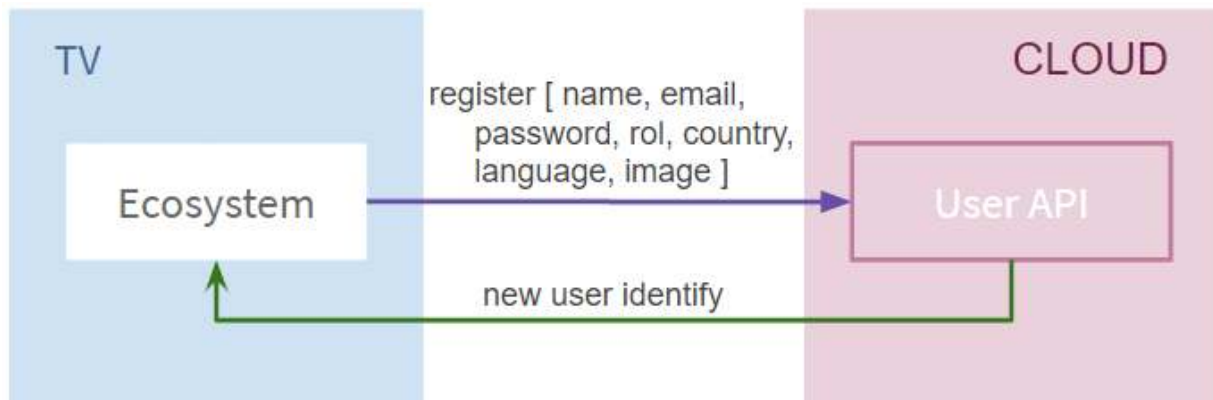 TV
CLOUD
register [ name, email,
password, rol, country,
language, image ]
Ecosystem
User API
new user identify